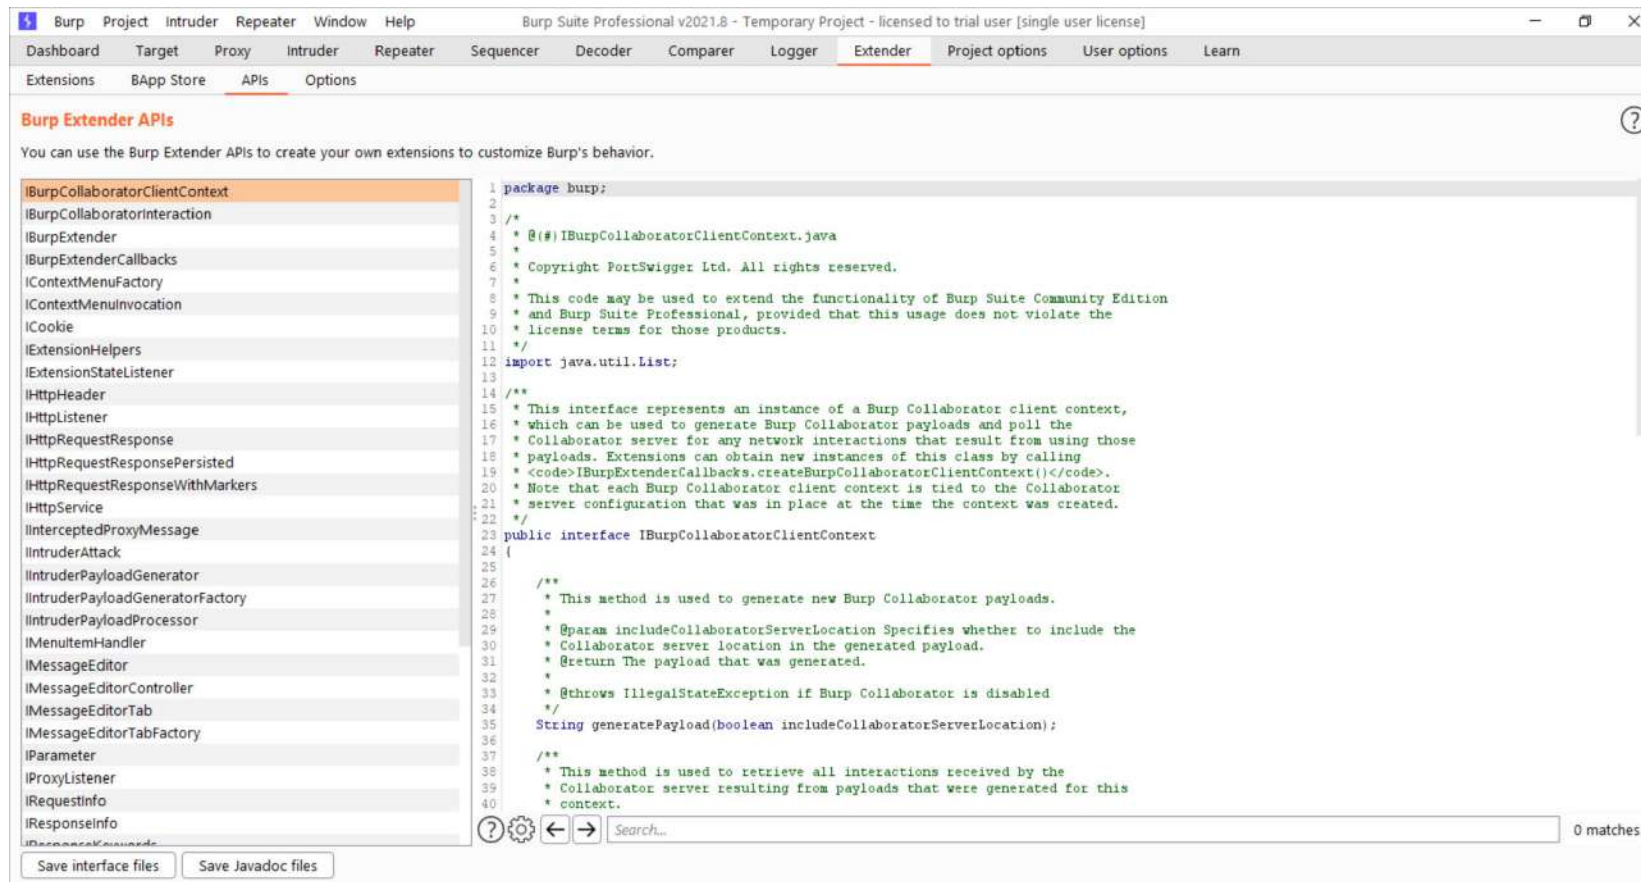 Burp Project Intruder Repeater Window Help Burp Suite Professional v2021.8 - Temporary Project - licensed to trial user [single user license]
Dashboard Target Proxy Intruder Repeater Sequencer Decoder Comparer Logger Extender Project options User options Learn
Extensions BApp Store APIs Options
Burp Extender APIs
You can use the Burp Extender APIs to create your own extensions to customize Burp's behavior.
IBurpCollaboratorClientContext
IBurpCollaboratorInteraction
IBurpExtender
IBurpExtenderCallbacks
IContextMenuFactory
IContextMenuInvocation
ICookie
IExtensionHelpers
IExtensionStateListener
IHttpHeader
IHttpListener
IHttpRequestResponse
IHttpRequestResponsePersisted
IHttpRequestResponseWithMarkers
IHttpService
IInterceptedProxyMessage
IIntruderAttack
IIntruderPayloadGenerator
IIntruderPayloadGeneratorFactory
IIntruderPayloadProcessor
IMenuItemHandler
IMessageEditor
IMessageEditorController
IMessageEditorTab
IMessageEditorTabFactory
IParameter
IProxyListener
IRequestInfo
IResponseInfo
IResponseKeywords
1 package burp;
2
3 /*
4 * @(#)IBurpCollaboratorClientContext.java
5 *
6 * Copyright PortSwigger Ltd. All rights reserved.
7 *
8 * This code may be used to extend the functionality of Burp Suite Community Edition
9 * and Burp Suite Professional, provided that this usage does not violate the
10 * license terms for those products.
11 */
12 import java.util.List;
13
14 /**
15 * This interface represents an instance of a Burp Collaborator client context,
16 * which can be used to generate Burp Collaborator payloads and poll the
17 * Collaborator server for any network interactions that result from using those
18 * payloads. Extensions can obtain new instances of this class by calling
19 * <code>IBurpExtenderCallbacks.createBurpCollaboratorClientContext()</code>.
20 * Note that each Burp Collaborator client context is tied to the Collaborator
21 * server configuration that was in place at the time the context was created.
22 */
23 public interface IBurpCollaboratorClientContext
24 {
25
26 /**
27 * This method is used to generate new Burp Collaborator payloads.
28 *
29 * @param includeCollaboratorServerLocation Specifies whether to include the
30 * Collaborator server location in the generated payload.
31 * @return The payload that was generated.
32 *
33 * @throws IllegalStateException if Burp Collaborator is disabled
34 */
35 String generatePayload(boolean includeCollaboratorServerLocation);
36
37 /**
38 * This method is used to retrieve all interactions received by the
39 * Collaborator server resulting from payloads that were generated for this
40 * context.
Search... 0 matches
Save interface files Save Javadoc files